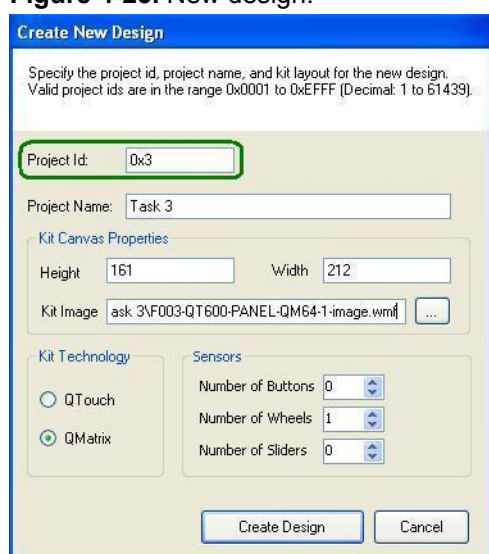 Figure 4-28. New design.
Create New Design
Specify the project id, project name, and kit layout for the new design.
Valid project ids are in the range 0x0001 to 0xEFFF (Decimal: 1 to 61439).
Project Id: 0x3
Project Name: Task 3
Kit Canvas Properties
Height 161 Width 212
Kit Image ask 3\F003-QT600-PANEL-QM64-1-image.wmf ...
Kit Technology
QTouch
QMatrix
Sensors
Number of Buttons 0
Number of Wheels 1
Number of Sliders 0
Create Design Cancel